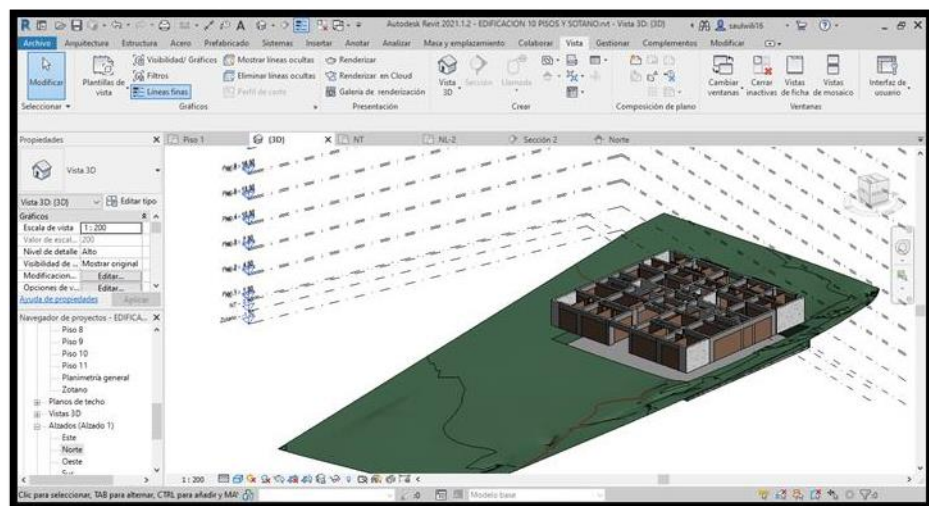 Autodesk Revit 2021.1.2 - EDIFICACION 10 PISOS Y SOTANO.rvt - Vista 3D: {3D}
saulwili16
Archivo Arquitectura Estructura Acero Prefabricado Sistemas Insertar Anotar Analizar Masa y emplazamiento Colaborar Vista Gestionar Complementos Modificar
Modificar
Plantillas de vista
Visibilidad/ Gráficos
Filtros
Líneas finas
Mostrar líneas ocultas
Eliminar líneas ocultas
Perfil de corte
Renderizar
Renderizar en Cloud
Galería de renderización
Vista 3D
Sección
Llamada
Cambiar ventanas
Cerrar inactivas
Vistas de ficha
Vistas de mosaico
Interfaz de usuario
Seleccionar Gráficos Presentación Crear Composición de plano Ventanas
Propiedades
Piso 1 {3D} NT NL-2 Sección 2 Norte
Vista 3D
Vista 3D: {3D} Editar tipo
Gráficos
Escala de vista 1 : 200
Valor de escal... 200
Nivel de detalle Alto
Visibilidad de ... Mostrar original
Modificacion... Editar...
Opciones de v... Editar...
Ayuda de propiedades Aplicar
Navegador de proyectos - EDIFICA...
Piso 8
Piso 9
Piso 10
Piso 11
Planimetría general
Zotano
Planos de techo
Vistas 3D
Alzados (Alzado 1)
Este
Norte
Oeste
Sur
1 : 200
Clic para seleccionar, TAB para alternar, CTRL para añadir y MAY
:0
Modelo base
:0